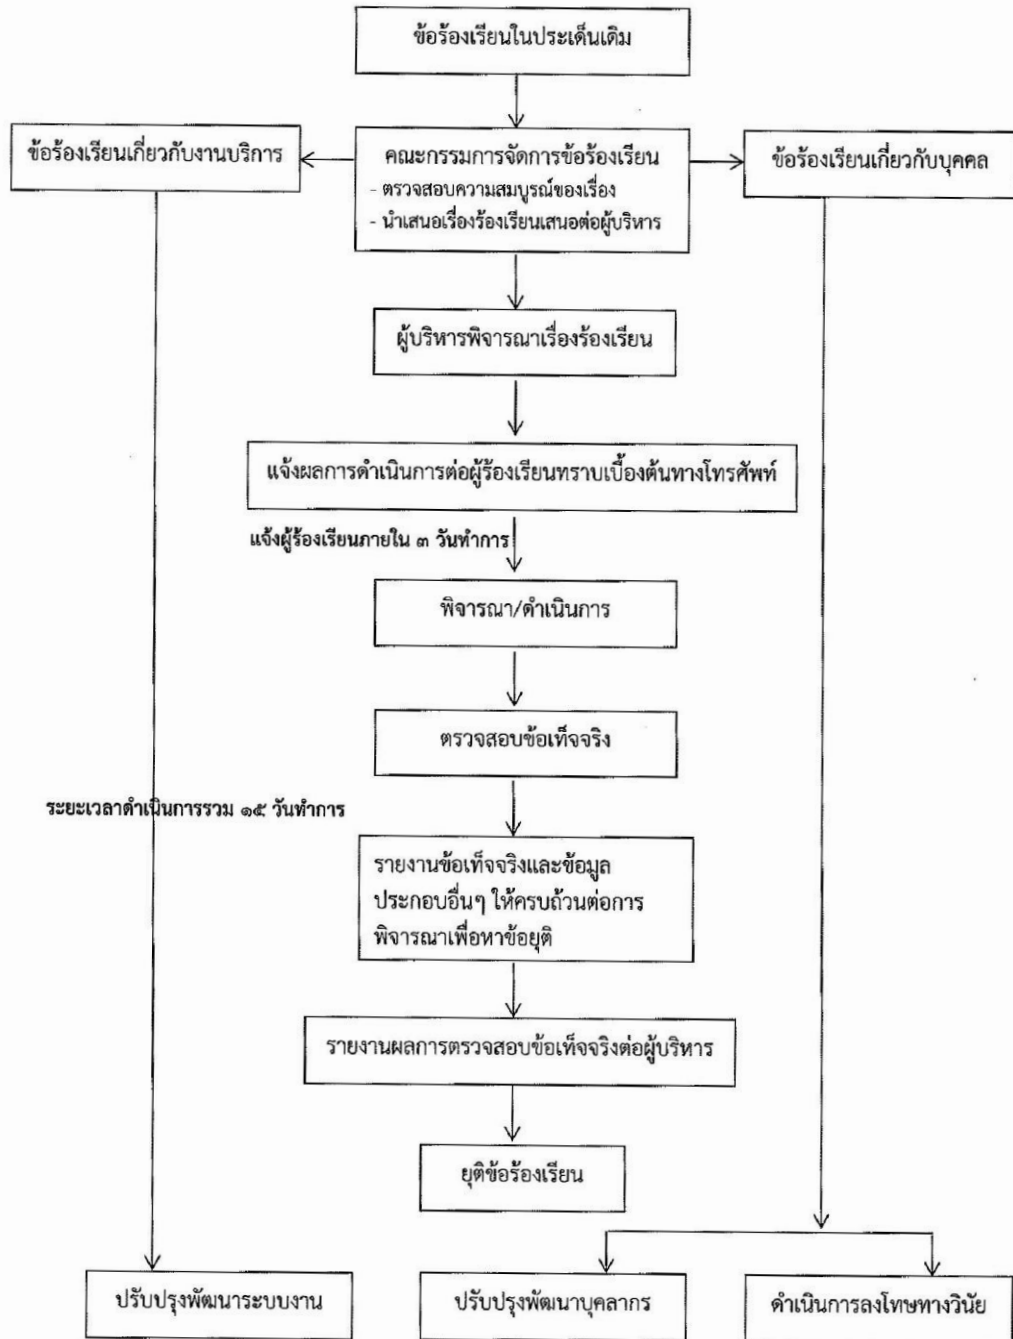 ข้อร้องเรียนในประเด็นเดิม
ข้อร้องเรียนเกี่ยวกับงานบริการ
คณะกรรมการจัดการข้อร้องเรียน
- ตรวจสอบความสมบูรณ์ของเรื่อง
- นำเสนอเรื่องร้องเรียนเสนอต่อผู้บริหาร
ข้อร้องเรียนเกี่ยวกับบุคคล
ผู้บริหารพิจารณาเรื่องร้องเรียน
แจ้งผลการดำเนินการต่อผู้ร้องเรียนทราบเบื้องต้นทางโทรศัพท์
แจ้งผู้ร้องเรียนภายใน ๓ วันทำการ
พิจารณา/ดำเนินการ
ตรวจสอบข้อเท็จจริง
ระยะเวลาดำเนินการรวม ๑๕ วันทำการ
รายงานข้อเท็จจริงและข้อมูล
ประกอบอื่นๆ ให้ครบถ้วนต่อการ
พิจารณาเพื่อหาข้อยุติ
รายงานผลการตรวจสอบข้อเท็จจริงต่อผู้บริหาร
ยุติข้อร้องเรียน
ปรับปรุงพัฒนาระบบงาน
ปรับปรุงพัฒนาบุคลากร
ดำเนินการลงโทษทางวินัย